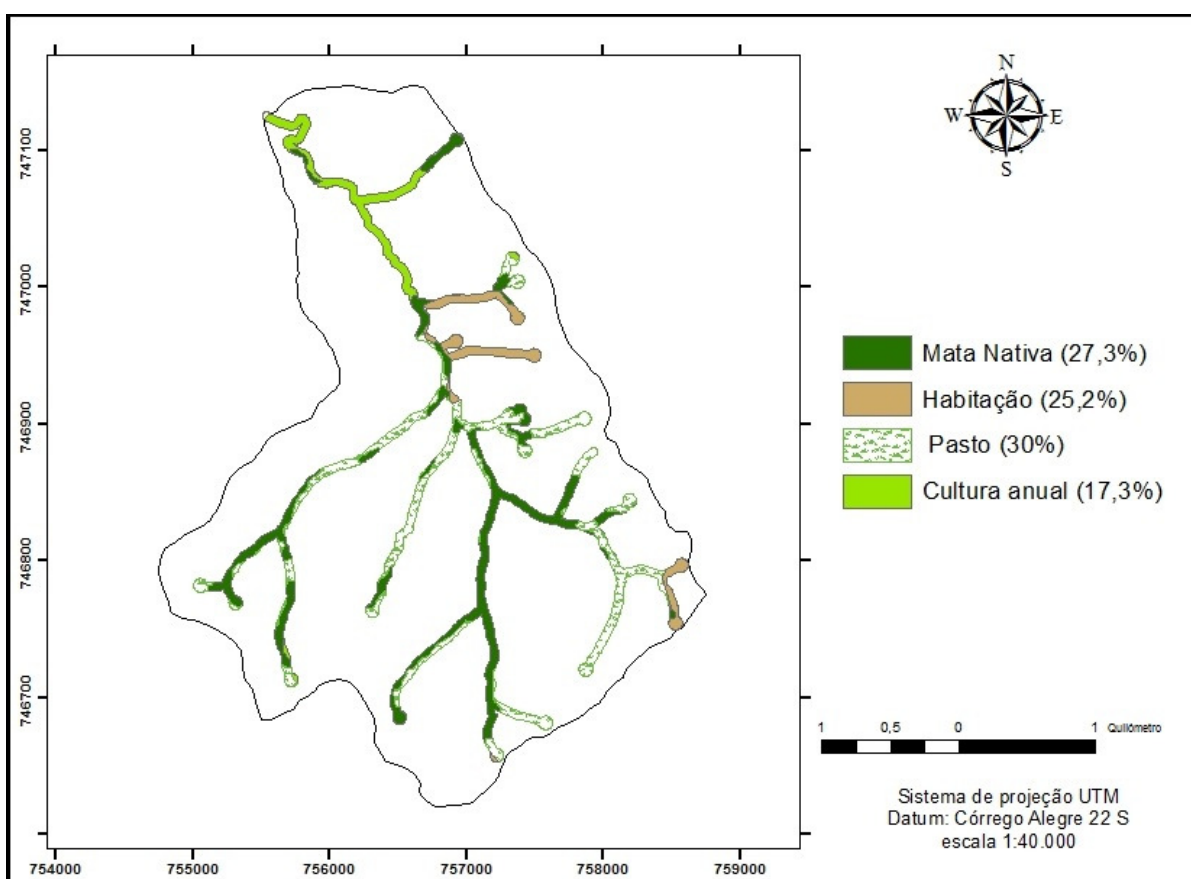 N
W E
S
747100
747000
746900
746800
746700
754000 755000 756000 757000 758000 759000
Mata Nativa (27,3%)
Habitação (25,2%)
Pasto (30%)
Cultura anual (17,3%)
1 0,5 0 1 Quilómetro
Sistema de projeção UTM
Datum: Córrego Alegre 22 S
escala 1:40.000